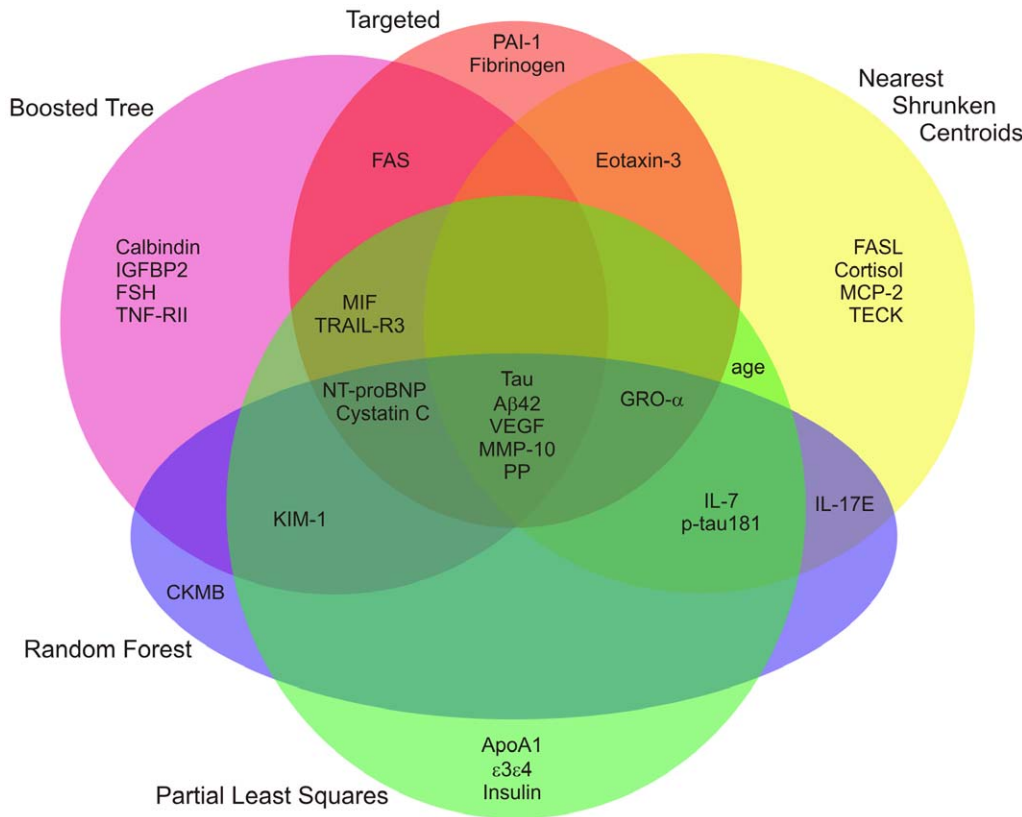 Targeted
PAI-1
Fibrinogen
Boosted Tree
Nearest
Shrunken
Centroids
FAS
Eotaxin-3
Calbindin
IGFBP2
FSH
TNF-RII
FASL
Cortisol
MCP-2
TECK
MIF
TRAIL-R3
age
NT-proBNP
Cystatin C
Tau
Aβ42
VEGF
MMP-10
PP
GRO-α
KIM-1
IL-7
p-tau181
IL-17E
CKMB
Random Forest
ApoA1
ε3ε4
Insulin
Partial Least Squares